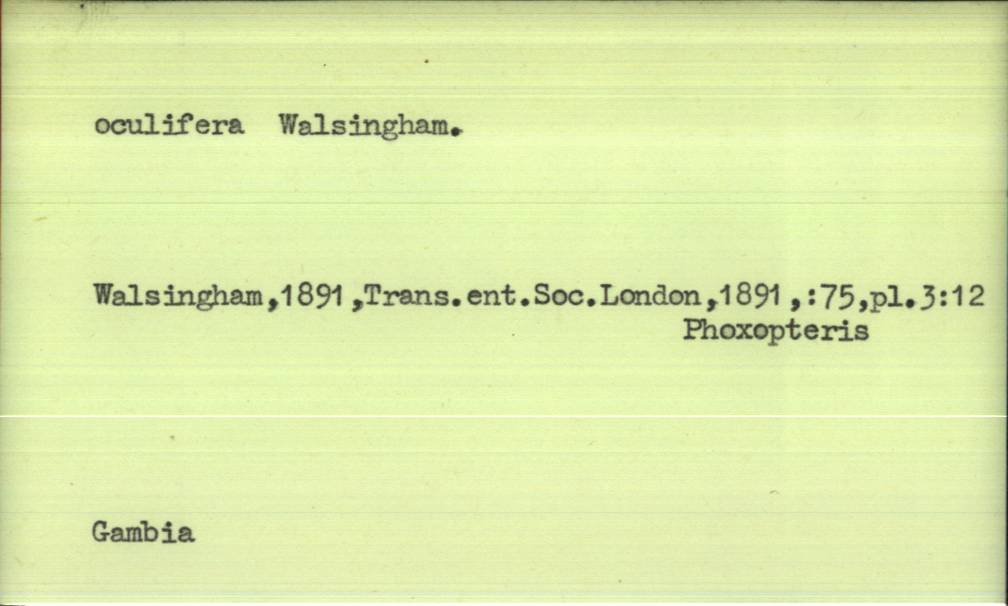 oculifera Walsingham.
Walsingham,1891,Trans.ent.Soc.London,1891,:75,pl.3:12
Phoxopteris
Gambia